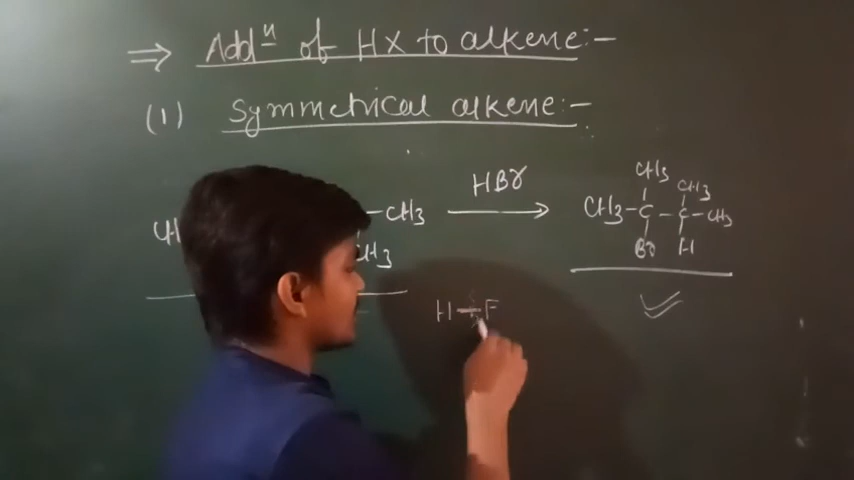 ⇒ Addⁿ of HX to alkene:-
(1) Symmetrical alkene:-
CH3
HBr CH3
-CH3 → CH3-C-C-CH3
CH3 Br H
H-F